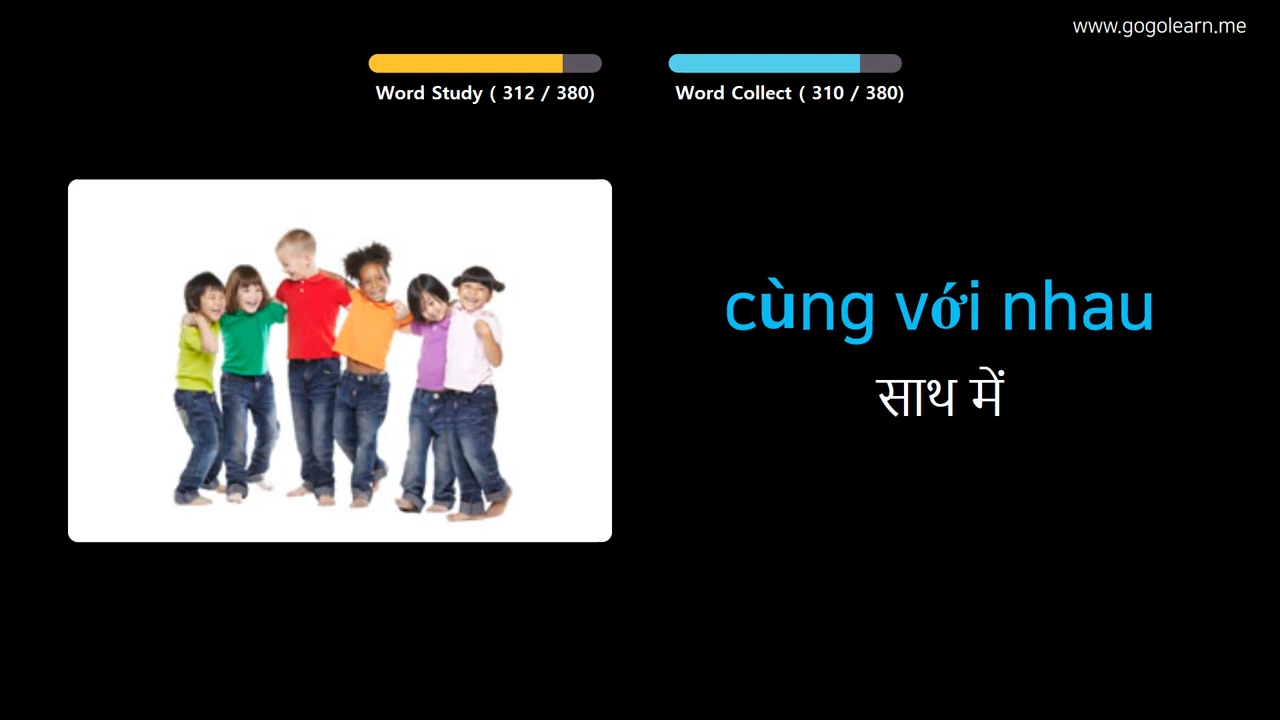 www.gogolearn.me
Word Study ( 312 / 380)
Word Collect ( 310 / 380)
cùng với nhau
साथ में